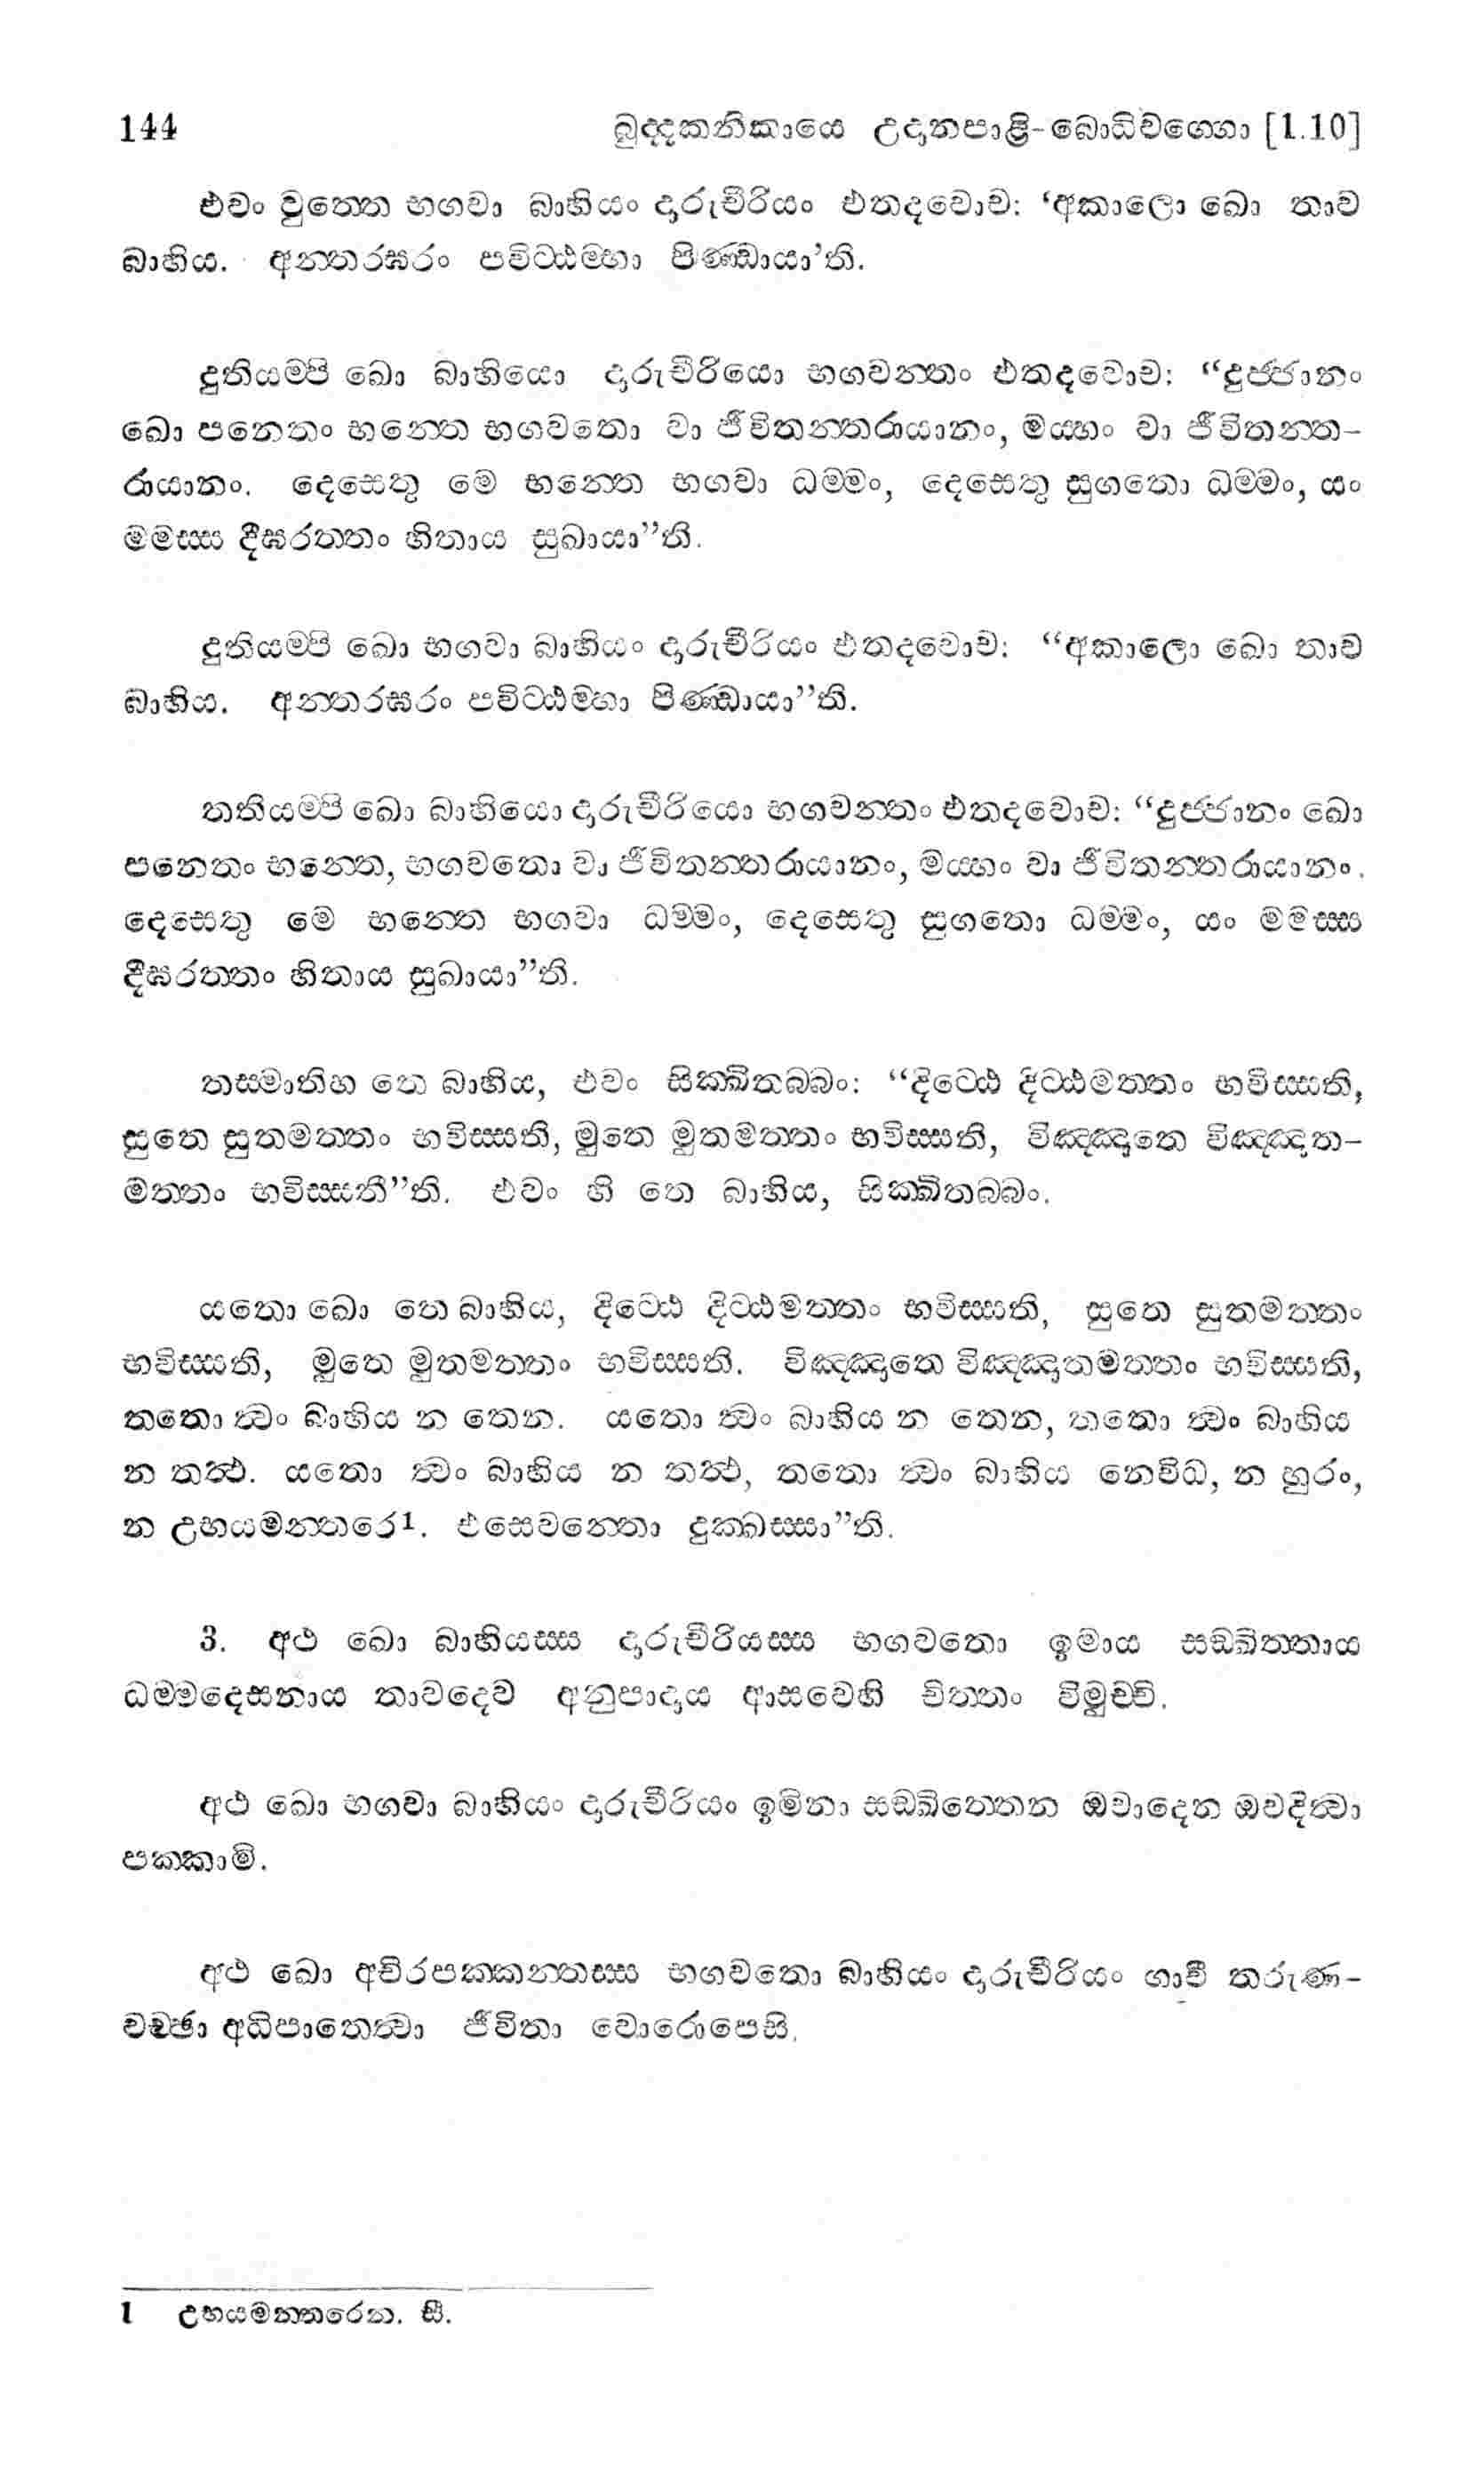 144 ඛුද්දකනිකායෙ උදානපාළි-බොධිවග්ගො [1.10]
එවං වුත්තෙ භගවා බාහියං දාරුචීරියං එතදවොච: ‘අකාලො ඛො තාව
බාහිය. අන්තරඝරං පවිට්ඨම්හා පිණ්ඩායා’ති.
දුතියම්පි ඛො බාහියො දාරුචීරියො භගවන්තං එතදවොච: “දුජ්ජානං
ඛො පනෙතං භන්තෙ භගවතො වා ජීවිතන්තරායානං, මය්හං වා ජීවිතන්ත-
රායානං. දෙසෙතු මෙ භන්තෙ භගවා ධම්මං, දෙසෙතු සුගතො ධම්මං, යං
මමස්ස දීඝරත්තං හිතාය සුඛායා”ති.
දුතියම්පි ඛො භගවා බාහියං දාරුචීරියං එතදවොච: “අකාලො ඛො තාව
බාහිය. අන්තරඝරං පවිට්ඨම්හා පිණ්ඩායා”ති.
තතියම්පි ඛො බාහියො දාරුචීරියො භගවන්තං එතදවොච: “දුජ්ජානං ඛො
පනෙතං භන්තෙ, භගවතො වා ජීවිතන්තරායානං, මය්හං වා ජීවිතන්තරායානං.
දෙසෙතු මෙ භන්තෙ භගවා ධම්මං, දෙසෙතු සුගතො ධම්මං, යං මමස්ස
දීඝරත්තං හිතාය සුඛායා”ති.
තස්මාතිහ තෙ බාහිය, එවං සික්ඛිතබ්බං: “දිට්ඨෙ දිට්ඨමත්තං භවිස්සති,
සුතෙ සුතමත්තං භවිස්සති, මුතෙ මුතමත්තං භවිස්සති, විඤ්ඤාතෙ විඤ්ඤාත-
මත්තං භවිස්සතී”ති. එවං හි තෙ බාහිය, සික්ඛිතබ්බං.
යතො ඛො තෙ බාහිය, දිට්ඨෙ දිට්ඨමත්තං භවිස්සති, සුතෙ සුතමත්තං
භවිස්සති, මුතෙ මුතමත්තං භවිස්සති. විඤ්ඤාතෙ විඤ්ඤාතමත්තං භවිස්සති,
තතො ත්වං බාහිය න තෙන. යතො ත්වං බාහිය න තෙන, තතො ත්වං බාහිය
න තත්ථ. යතො ත්වං බාහිය න තත්ථ, තතො ත්වං බාහිය නෙවිධ, න හුරං,
න උභයමන්තරෙ1. එසෙවන්තො දුක්ඛස්සා”ති.
3. අථ ඛො බාහියස්ස දාරුචීරියස්ස භගවතො ඉමාය සඞ්ඛිත්තාය
ධම්මදෙසනාය තාවදෙව අනුපාදාය ආසවෙහි චිත්තං විමුච්චි.
අථ ඛො භගවා බාහියං දාරුචීරියං ඉමිනා සඞ්ඛිත්තෙන ඔවාදෙන ඔවදිත්වා
පක්කාමි.
අථ ඛො අචිරපක්කන්තස්ස භගවතො බාහියං දාරුචීරියං ගාවී තරුණ-
වච්ඡා අධිපාතෙත්වා ජීවිතා වොරොපෙසි.
1 උභයමන්තරෙන. සී.